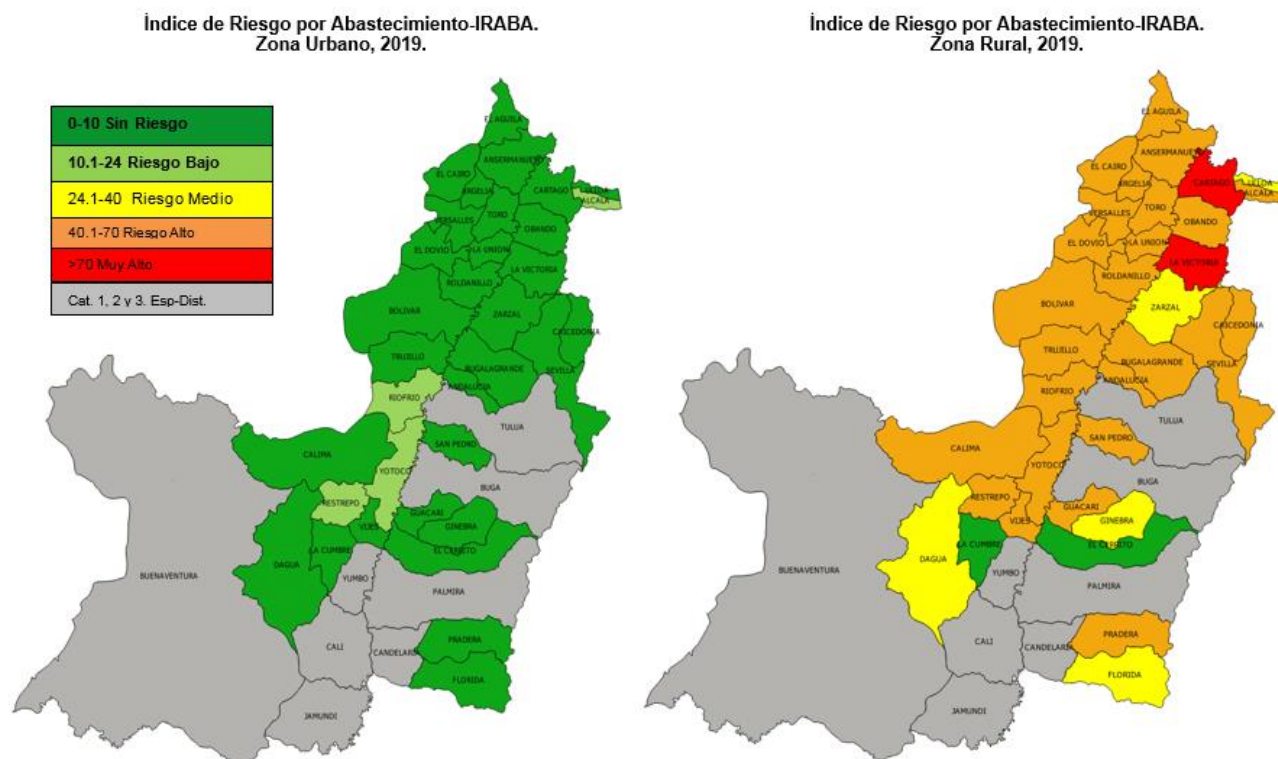 Índice de Riesgo por Abastecimiento-IRABA.
Zona Urbano, 2019.
0-10 Sin Riesgo
10.1-24 Riesgo Bajo
24.1-40 Riesgo Medio
40.1-70 Riesgo Alto
>70 Muy Alto
Cat. 1, 2 y 3. Esp-Dist.
EL AGUILA
ANSERMANUEVO
EL CAIRO
ARGELIA
CARTAGO
ULLOA
ALCALA
VERSALLES
TORO
OBANDO
EL DOVIO
LA UNION
LA VICTORIA
ROLDANILLO
BOLIVAR
ZARZAL
CAICEDONIA
TRUJILLO
BUGALAGRANDE
SEVILLA
ANDALUCIA
RIOFRIO
TULUA
SAN PEDRO
CALIMA
YOTOCO
BUGA
RESTREPO
GUACARI
VIJES
GINEBRA
LA CUMBRE
EL CERRITO
DAGUA
BUENAVENTURA
YUMBO
PALMIRA
CALI
CANDELARIA
PRADERA
FLORIDA
JAMUNDI
Índice de Riesgo por Abastecimiento-IRABA.
Zona Rural, 2019.
EL AGUILA
ANSERMANUEVO
EL CAIRO
ARGELIA
CARTAGO
ULLOA
ALCALA
VERSALLES
TORO
OBANDO
EL DOVIO
LA UNION
LA VICTORIA
ROLDANILLO
BOLIVAR
ZARZAL
CAICEDONIA
TRUJILLO
BUGALAGRANDE
SEVILLA
ANDALUCIA
RIOFRIO
TULUA
SAN PEDRO
CALIMA
YOTOCO
BUGA
RESTREPO
GUACARI
VIJES
GINEBRA
LA CUMBRE
EL CERRITO
DAGUA
BUENAVENTURA
YUMBO
PALMIRA
CALI
CANDELARIA
PRADERA
FLORIDA
JAMUNDI